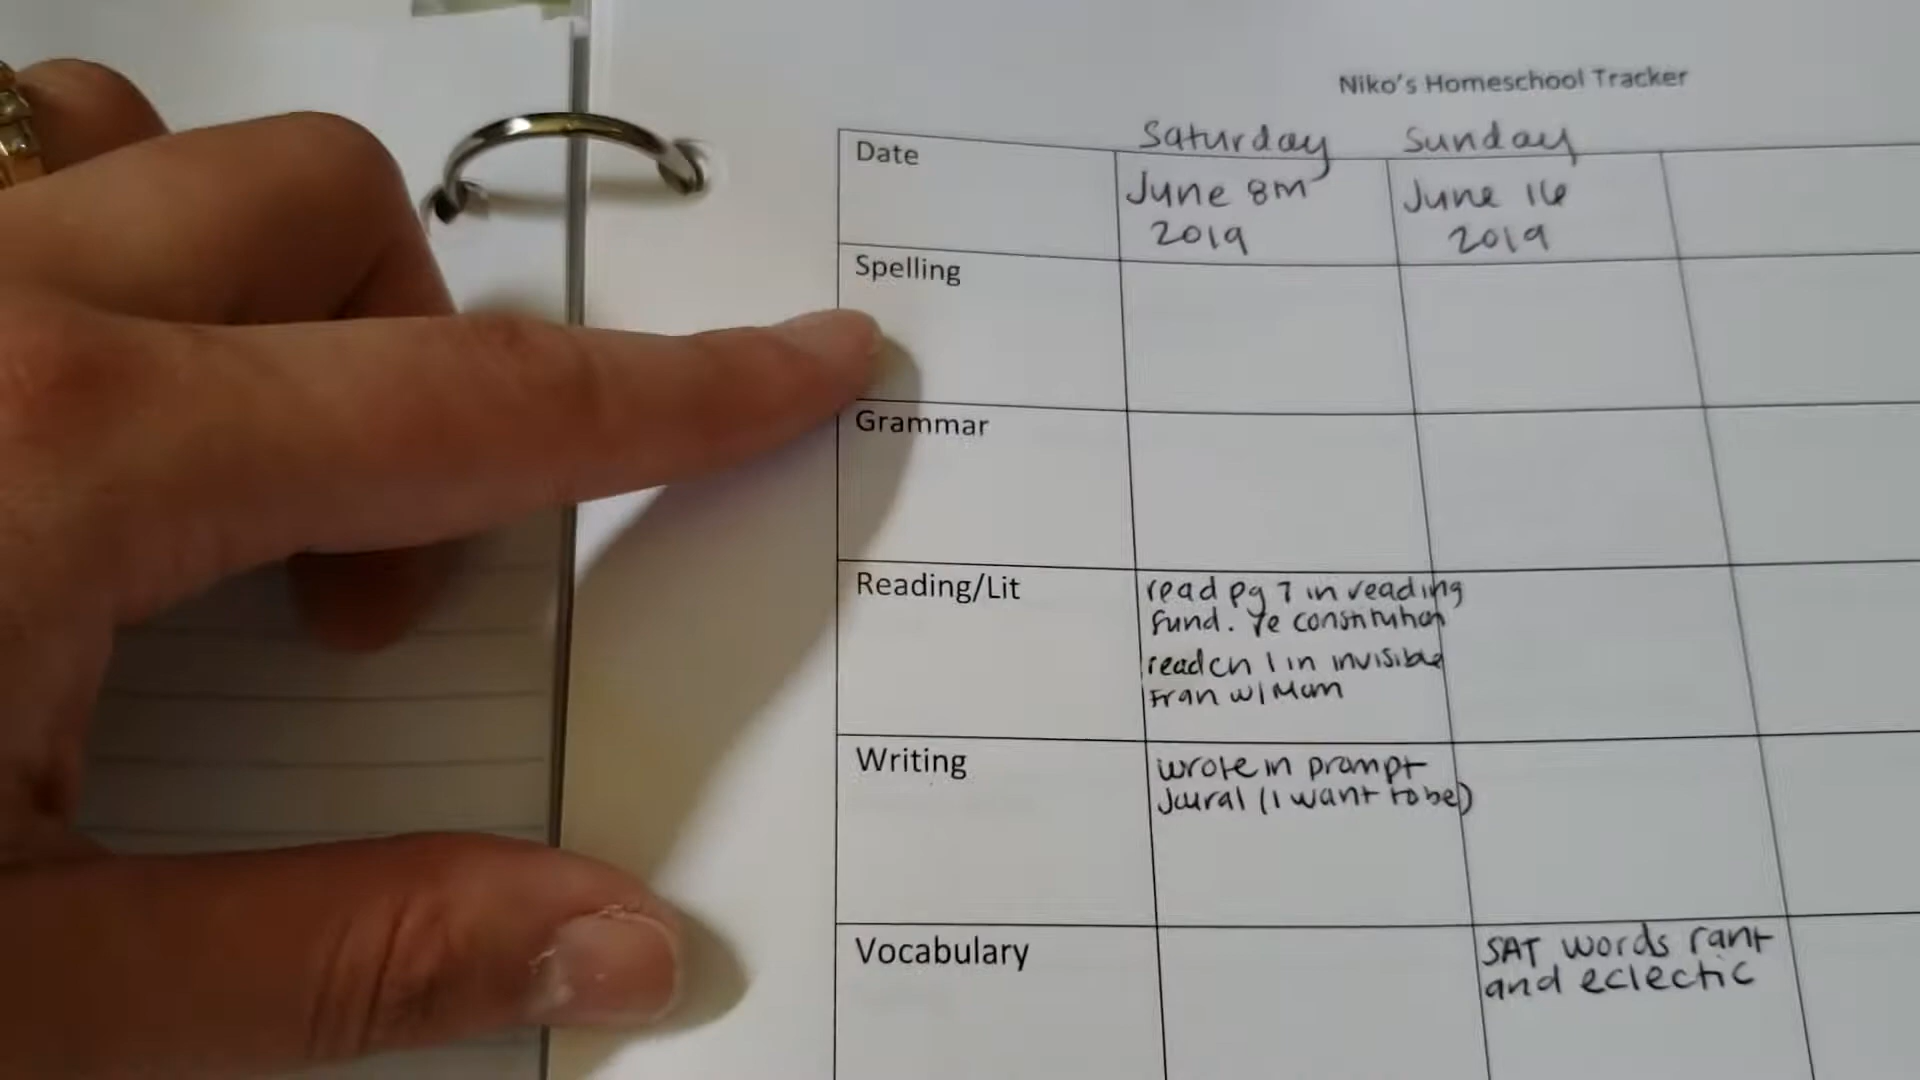 Niko's Homeschool Tracker
Saturday Sunday
Date June 8th June 16
2019 2019
Spelling
Grammar
Reading/Lit read pg 7 in reading
fund. Ye constitution
read ch 1 in invisible
Fran w/ Mom
Writing wrote in prompt
Joural (I want to be)
Vocabulary SAT words rant
and eclectic